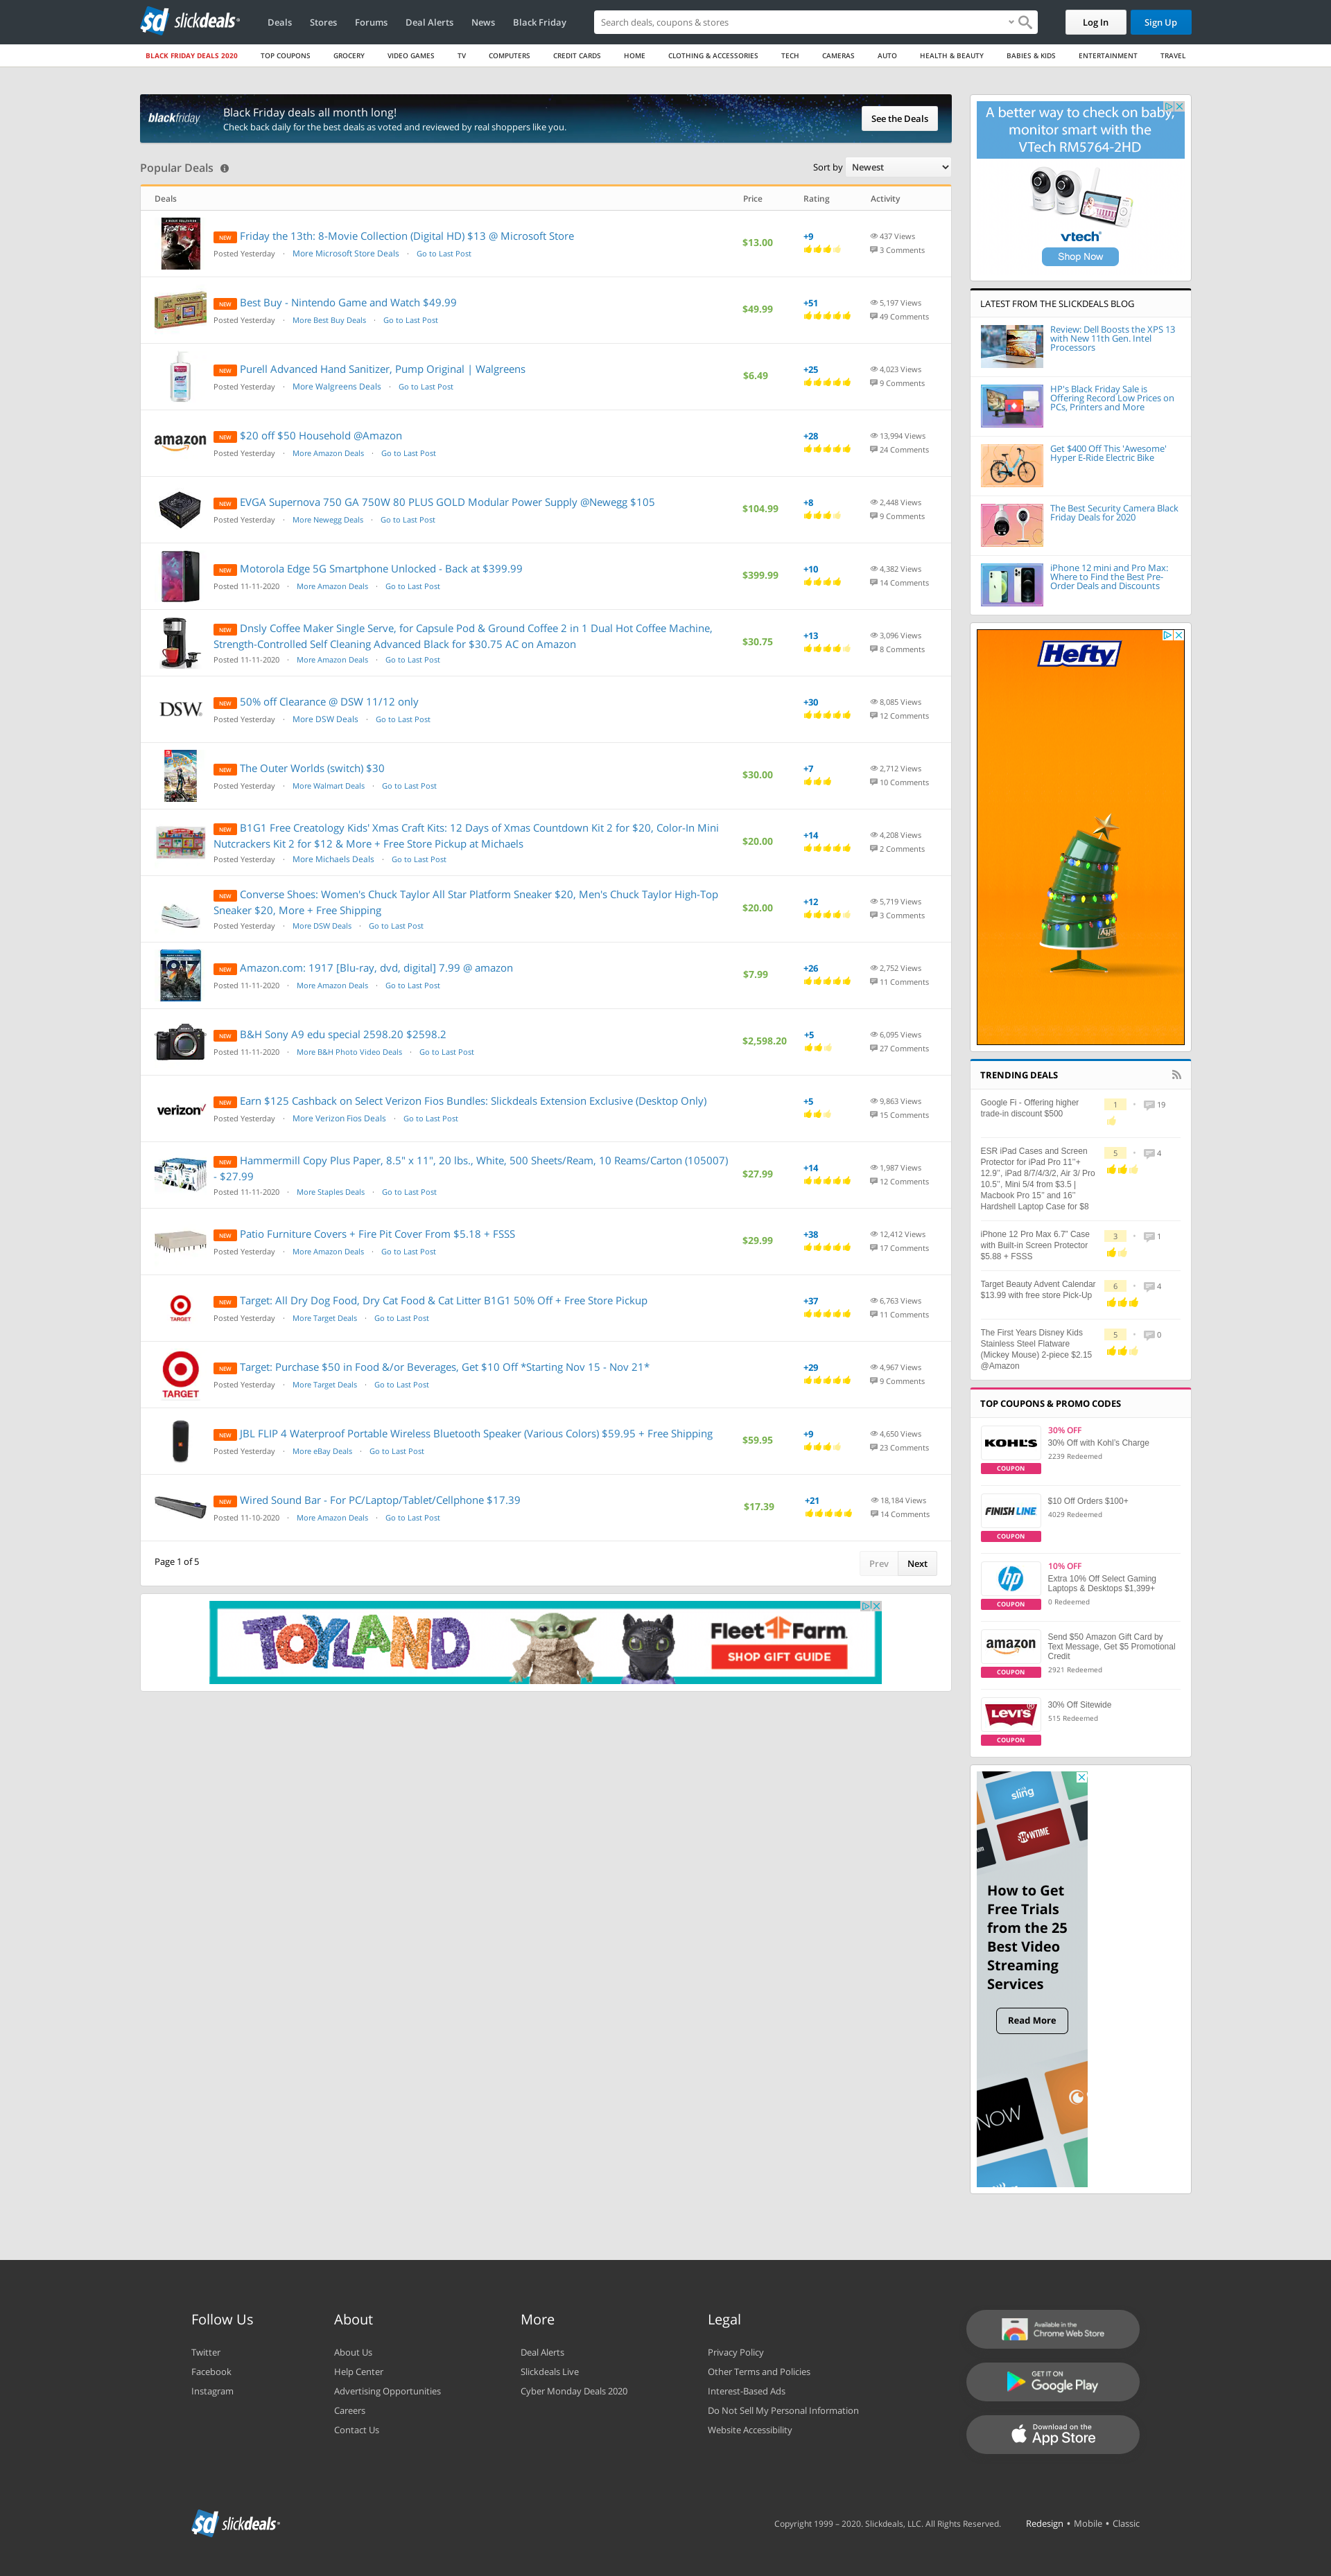 slickdeals
Deals
Stores
Forums
Deal Alerts
News
Black Friday
Search deals, coupons & stores
Log In
Sign Up
BLACK FRIDAY DEALS 2020
TOP COUPONS
GROCERY
VIDEO GAMES
TV
COMPUTERS
CREDIT CARDS
HOME
CLOTHING & ACCESSORIES
TECH
CAMERAS
AUTO
HEALTH & BEAUTY
BABIES & KIDS
ENTERTAINMENT
TRAVEL
blackfriday
Black Friday deals all month long!
Check back daily for the best deals as voted and reviewed by real shoppers like you.
See the Deals
Popular Deals
Sort by Newest
Deals Price Rating Activity
NEW Friday the 13th: 8-Movie Collection (Digital HD) $13 @ Microsoft Store
Posted Yesterday · More Microsoft Store Deals · Go to Last Post
$13.00
+9
437 Views
3 Comments
NEW Best Buy - Nintendo Game and Watch $49.99
Posted Yesterday · More Best Buy Deals · Go to Last Post
$49.99
+51
5,197 Views
49 Comments
NEW Purell Advanced Hand Sanitizer, Pump Original | Walgreens
Posted Yesterday · More Walgreens Deals · Go to Last Post
$6.49
+25
4,023 Views
9 Comments
amazon
NEW $20 off $50 Household @Amazon
Posted Yesterday · More Amazon Deals · Go to Last Post
+28
13,994 Views
24 Comments
NEW EVGA Supernova 750 GA 750W 80 PLUS GOLD Modular Power Supply @Newegg $105
Posted Yesterday · More Newegg Deals · Go to Last Post
$104.99
+8
2,448 Views
9 Comments
NEW Motorola Edge 5G Smartphone Unlocked - Back at $399.99
Posted 11-11-2020 · More Amazon Deals · Go to Last Post
$399.99
+10
4,382 Views
14 Comments
NEW Dnsly Coffee Maker Single Serve, for Capsule Pod & Ground Coffee 2 in 1 Dual Hot Coffee Machine,
Strength-Controlled Self Cleaning Advanced Black for $30.75 AC on Amazon
Posted 11-11-2020 · More Amazon Deals · Go to Last Post
$30.75
+13
3,096 Views
8 Comments
DSW
NEW 50% off Clearance @ DSW 11/12 only
Posted Yesterday · More DSW Deals · Go to Last Post
+30
8,085 Views
12 Comments
NEW The Outer Worlds (switch) $30
Posted Yesterday · More Walmart Deals · Go to Last Post
$30.00
+7
2,712 Views
10 Comments
NEW B1G1 Free Creatology Kids' Xmas Craft Kits: 12 Days of Xmas Countdown Kit 2 for $20, Color-In Mini
Nutcrackers Kit 2 for $12 & More + Free Store Pickup at Michaels
Posted Yesterday · More Michaels Deals · Go to Last Post
$20.00
+14
4,208 Views
2 Comments
NEW Converse Shoes: Women's Chuck Taylor All Star Platform Sneaker $20, Men's Chuck Taylor High-Top
Sneaker $20, More + Free Shipping
Posted Yesterday · More DSW Deals · Go to Last Post
$20.00
+12
5,719 Views
3 Comments
1917
NEW Amazon.com: 1917 [Blu-ray, dvd, digital] 7.99 @ amazon
Posted 11-11-2020 · More Amazon Deals · Go to Last Post
$7.99
+26
2,752 Views
11 Comments
NEW B&H Sony A9 edu special 2598.20 $2598.2
Posted 11-11-2020 · More B&H Photo Video Deals · Go to Last Post
$2,598.20
+5
6,095 Views
27 Comments
verizon
NEW Earn $125 Cashback on Select Verizon Fios Bundles: Slickdeals Extension Exclusive (Desktop Only)
Posted Yesterday · More Verizon Fios Deals · Go to Last Post
+5
9,863 Views
15 Comments
NEW Hammermill Copy Plus Paper, 8.5" x 11", 20 lbs., White, 500 Sheets/Ream, 10 Reams/Carton (105007)
- $27.99
Posted 11-11-2020 · More Staples Deals · Go to Last Post
$27.99
+14
1,987 Views
12 Comments
NEW Patio Furniture Covers + Fire Pit Cover From $5.18 + FSSS
Posted Yesterday · More Amazon Deals · Go to Last Post
$29.99
+38
12,412 Views
17 Comments
TARGET
NEW Target: All Dry Dog Food, Dry Cat Food & Cat Litter B1G1 50% Off + Free Store Pickup
Posted Yesterday · More Target Deals · Go to Last Post
+37
6,763 Views
11 Comments
TARGET
NEW Target: Purchase $50 in Food &/or Beverages, Get $10 Off *Starting Nov 15 - Nov 21*
Posted Yesterday · More Target Deals · Go to Last Post
+29
4,967 Views
9 Comments
NEW JBL FLIP 4 Waterproof Portable Wireless Bluetooth Speaker (Various Colors) $59.95 + Free Shipping
Posted Yesterday · More eBay Deals · Go to Last Post
$59.95
+9
4,650 Views
23 Comments
NEW Wired Sound Bar - For PC/Laptop/Tablet/Cellphone $17.39
Posted 11-10-2020 · More Amazon Deals · Go to Last Post
$17.39
+21
18,184 Views
14 Comments
Page 1 of 5
Prev
Next
TOYLAND
Fleet Farm
SHOP GIFT GUIDE
A better way to check on baby,
monitor smart with the
VTech RM5764-2HD
vtech
Shop Now
LATEST FROM THE SLICKDEALS BLOG
Review: Dell Boosts the XPS 13
with New 11th Gen. Intel
Processors
HP's Black Friday Sale is
Offering Record Low Prices on
PCs, Printers and More
Get $400 Off This 'Awesome'
Hyper E-Ride Electric Bike
The Best Security Camera Black
Friday Deals for 2020
iPhone 12 mini and Pro Max:
Where to Find the Best Pre-
Order Deals and Discounts
Hefty
TRENDING DEALS
Google Fi - Offering higher
trade-in discount $500
1 • 19
ESR iPad Cases and Screen
Protector for iPad Pro 11''+
12.9'', iPad 8/7/4/3/2, Air 3/ Pro
10.5'', Mini 5/4 from $3.5 |
Macbook Pro 15'' and 16''
Hardshell Laptop Case for $8
5 • 4
iPhone 12 Pro Max 6.7" Case
with Built-in Screen Protector
$5.88 + FSSS
3 • 1
Target Beauty Advent Calendar
$13.99 with free store Pick-Up
6 • 4
The First Years Disney Kids
Stainless Steel Flatware
(Mickey Mouse) 2-piece $2.15
@Amazon
5 • 0
TOP COUPONS & PROMO CODES
KOHL'S
COUPON
30% OFF
30% Off with Kohl's Charge
2239 Redeemed
FINISH LINE
COUPON
$10 Off Orders $100+
4029 Redeemed
hp
COUPON
10% OFF
Extra 10% Off Select Gaming
Laptops & Desktops $1,399+
0 Redeemed
amazon
COUPON
Send $50 Amazon Gift Card by
Text Message, Get $5 Promotional
Credit
2921 Redeemed
LEVI'S
COUPON
30% Off Sitewide
515 Redeemed
sling
SHOWTIME
How to Get
Free Trials
from the 25
Best Video
Streaming
Services
Read More
NOW
Follow Us
Twitter
Facebook
Instagram
About
About Us
Help Center
Advertising Opportunities
Careers
Contact Us
More
Deal Alerts
Slickdeals Live
Cyber Monday Deals 2020
Legal
Privacy Policy
Other Terms and Policies
Interest-Based Ads
Do Not Sell My Personal Information
Website Accessibility
Available in the
Chrome Web Store
GET IT ON
Google Play
Download on the
App Store
slickdeals
Copyright 1999 – 2020. Slickdeals, LLC. All Rights Reserved.
Redesign • Mobile • Classic